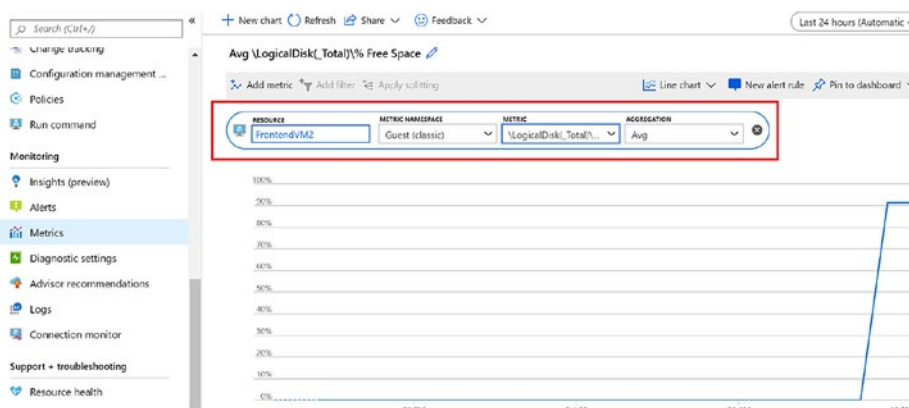 Search (Ctrl+/)
«
Change tracking
Configuration management ...
Policies
Run command
Monitoring
Insights (preview)
Alerts
Metrics
Diagnostic settings
Advisor recommendations
Logs
Connection monitor
Support + troubleshooting
Resource health
New chart Refresh Share Feedback
Last 24 hours (Automatic -
Avg \LogicalDisk(_Total)\% Free Space
Add metric Add filter Apply splitting Line chart New alert rule Pin to dashboard
RESOURCE METRIC NAMESPACE METRIC AGGREGATION
FrontendVM2 Guest (classic) \LogicalDisk(_Total)\... Avg
100%
90%
80%
70%
60%
50%
30%
20%
10%
0%